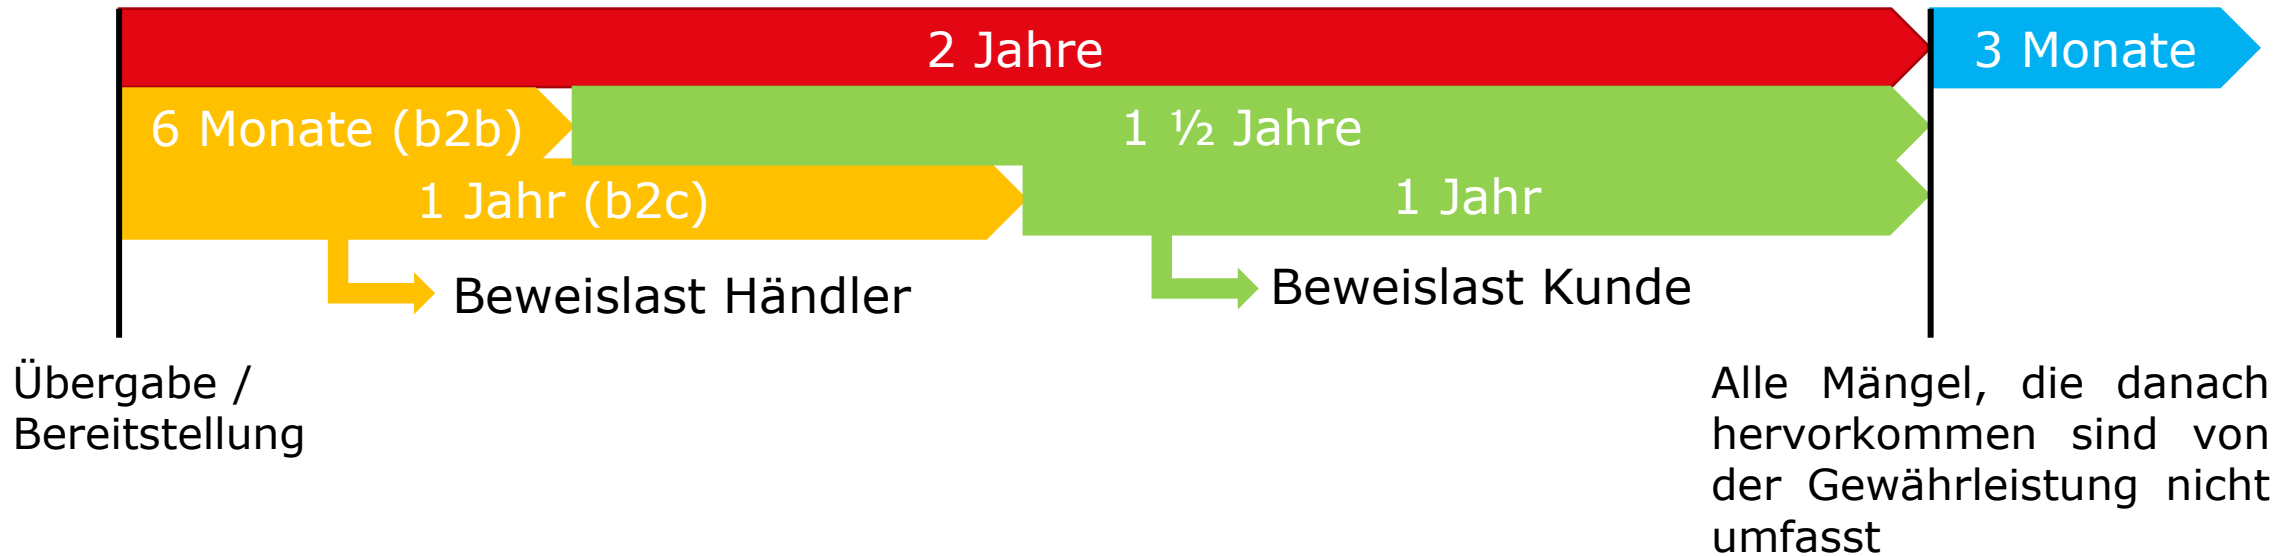 2 Jahre
3 Monate
6 Monate (b2b)
1 ½ Jahre
1 Jahr (b2c)
1 Jahr
Beweislast Händler
Beweislast Kunde
Übergabe /
Bereitstellung
Alle Mängel, die danach
hervorkommen sind von
der Gewährleistung nicht
umfasst